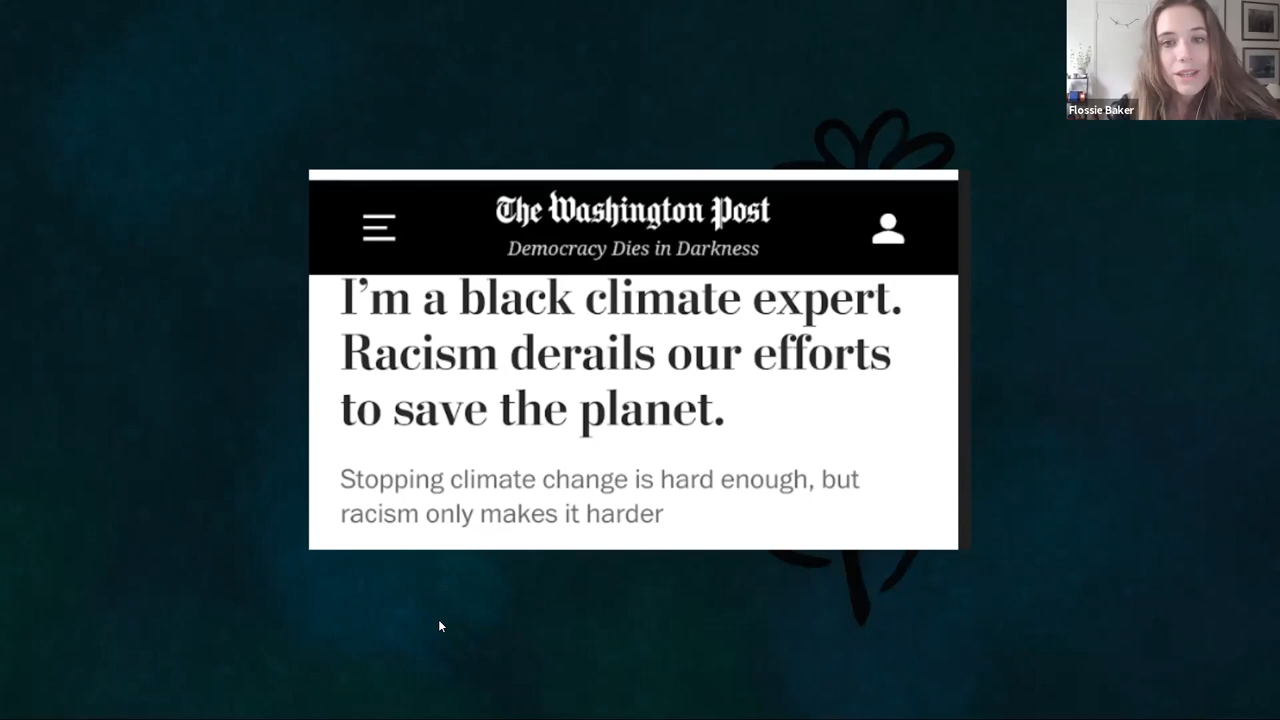 Flossie Baker
The Washington Post
Democracy Dies in Darkness
I'm a black climate expert.
Racism derails our efforts
to save the planet.
Stopping climate change is hard enough, but
racism only makes it harder